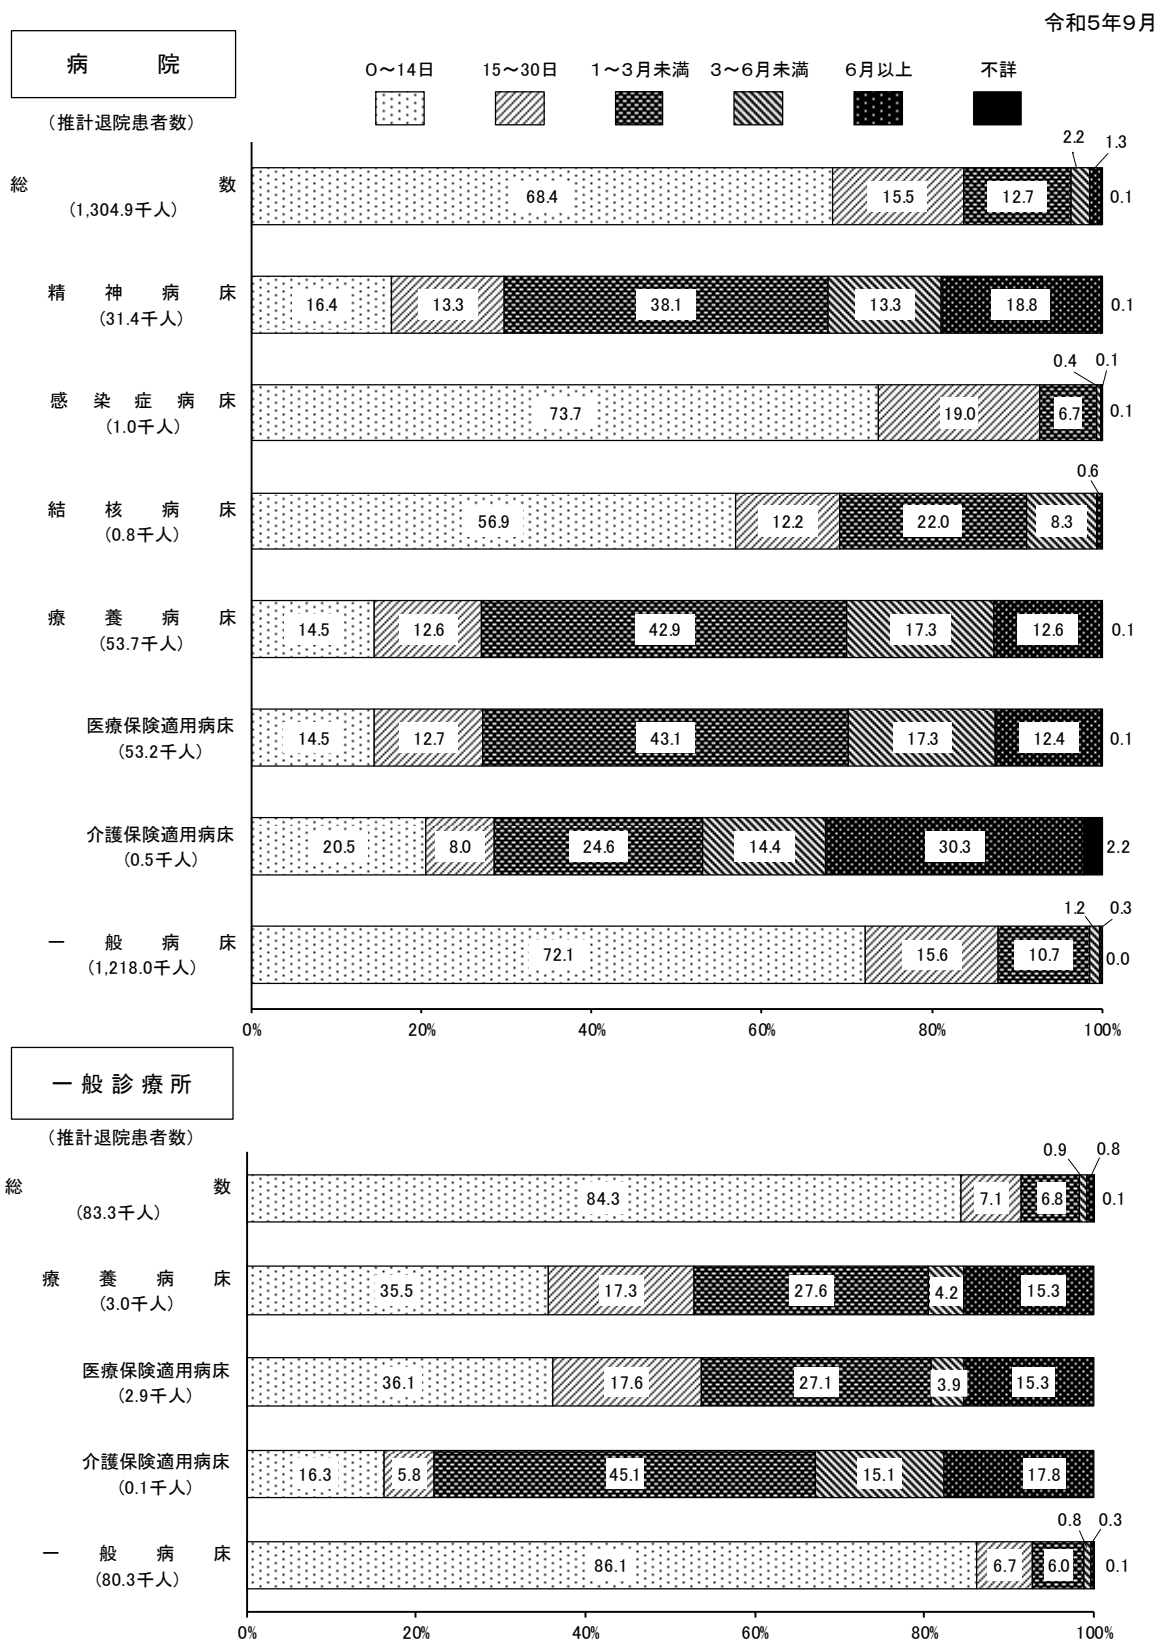 令和5年9月
病 院
0～14日 15～30日 1～3月未満 3～6月未満 6月以上 不詳
（推計退院患者数）
2.2 1.3
総 数
(1,304.9千人)
68.4 15.5 12.7 0.1
精 神 病 床
(31.4千人)
16.4 13.3 38.1 13.3 18.8 0.1
0.4 0.1
感 染 症 病 床
(1.0千人)
73.7 19.0 6.7 0.1
0.6
結 核 病 床
(0.8千人)
56.9 12.2 22.0 8.3
療 養 病 床
(53.7千人)
14.5 12.6 42.9 17.3 12.6 0.1
医療保険適用病床
(53.2千人)
14.5 12.7 43.1 17.3 12.4 0.1
介護保険適用病床
(0.5千人)
20.5 8.0 24.6 14.4 30.3 2.2
1.2 0.3
一 般 病 床
(1,218.0千人)
72.1 15.6 10.7 0.0
0% 20% 40% 60% 80% 100%
一 般 診 療 所
（推計退院患者数）
0.9 0.8
総 数
(83.3千人)
84.3 7.1 6.8 0.1
療 養 病 床
(3.0千人)
35.5 17.3 27.6 4.2 15.3
医療保険適用病床
(2.9千人)
36.1 17.6 27.1 3.9 15.3
介護保険適用病床
(0.1千人)
16.3 5.8 45.1 15.1 17.8
0.8 0.3
一 般 病 床
(80.3千人)
86.1 6.7 6.0 0.1
0% 20% 40% 60% 80% 100%